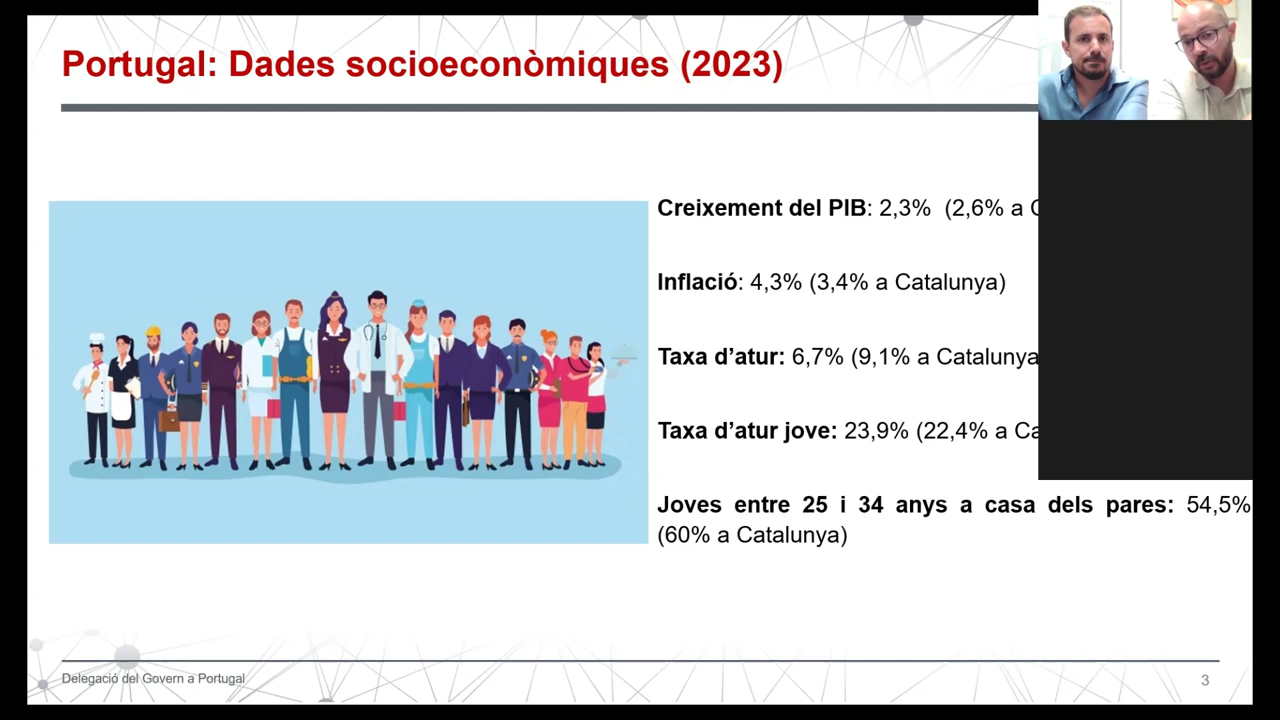 Portugal: Dades socioeconòmiques (2023)
Creixement del PIB: 2,3% (2,6% a
Inflació: 4,3% (3,4% a Catalunya)
Taxa d’atur: 6,7% (9,1% a Catalunya
Taxa d’atur jove: 23,9% (22,4% a
Joves entre 25 i 34 anys a casa dels pares: 54,5%
(60% a Catalunya)
Delegació del Govern a Portugal
3